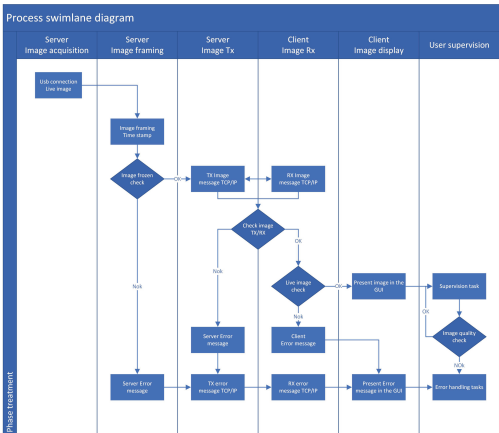 Process swimlane diagram
Server
Image acquisition
Server
Image framing
Server
Image Tx
Client
Image Rx
Client
Image display
User supervision
Phase treatment
Usb connection
Live image
Image framing
Time stamp
Image frozen
check
OK
TX Image
message TCP/IP
RX Image
message TCP/IP
Check image
TX/RX
OK
Nok
Nok
Live image
check
OK
Present image in the
GUI
Supervision task
OK
Nok
Image quality
check
Server Error
message
Client
Error message
NOk
Server Error
message
TX error
message TCP/IP
RX error
message TCP/IP
Present Error
message in the GUI
Error handling tasks